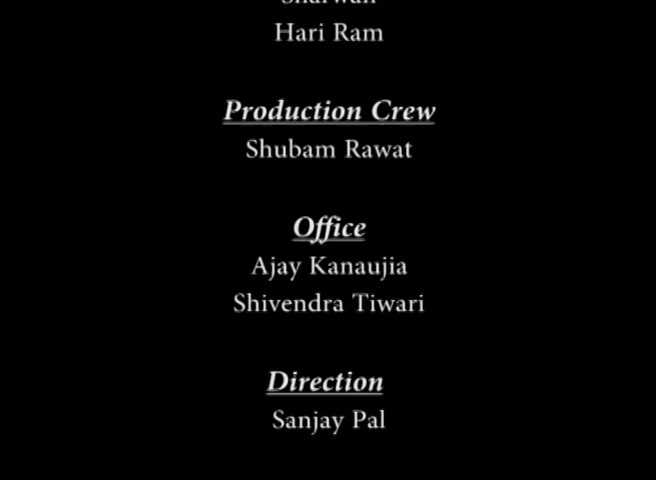 Hari Ram
Production Crew
Shubam Rawat
Office
Ajay Kanaujia
Shivendra Tiwari
Direction
Sanjay Pal